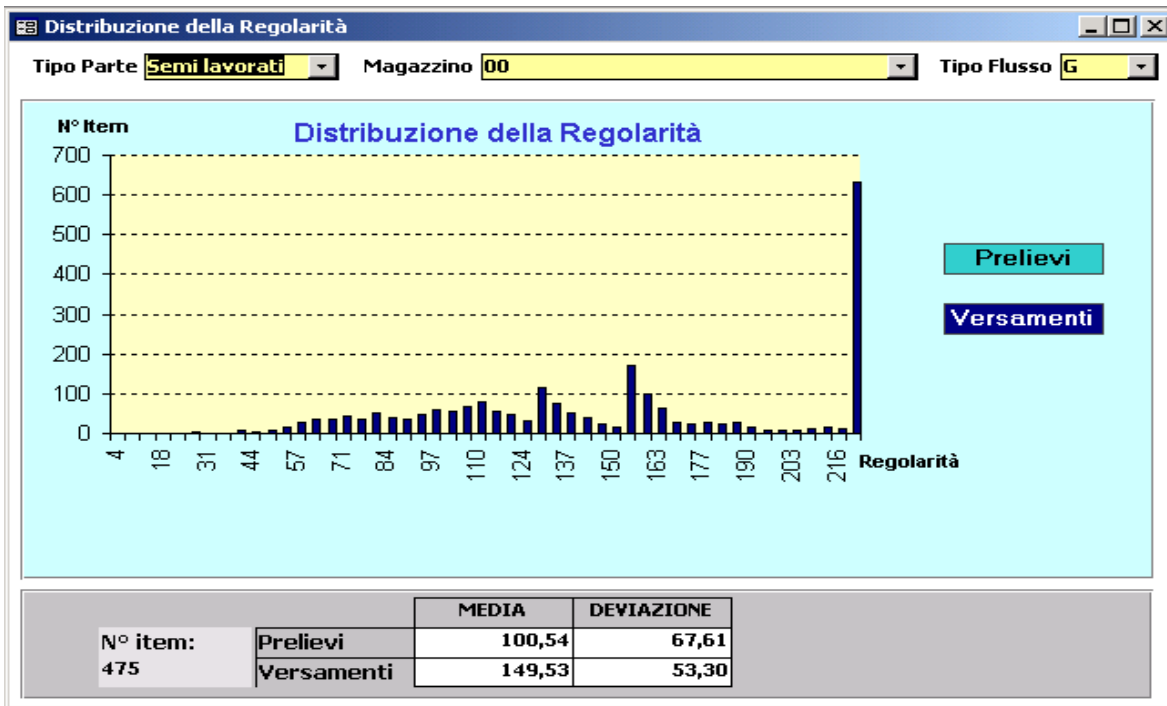 Distribuzione della Regolarità
Tipo Parte Semi lavorati Magazzino 00 Tipo Flusso G
N° Item
Distribuzione della Regolarità
700
600
500
400
300
200
100
0
4 18 31 44 57 71 84 97 110 124 137 150 163 177 190 203 216
Regolarità
Prelievi
Versamenti
MEDIA DEVIAZIONE
N° item:
475
Prelievi 100,54 67,61
Versamenti 149,53 53,30